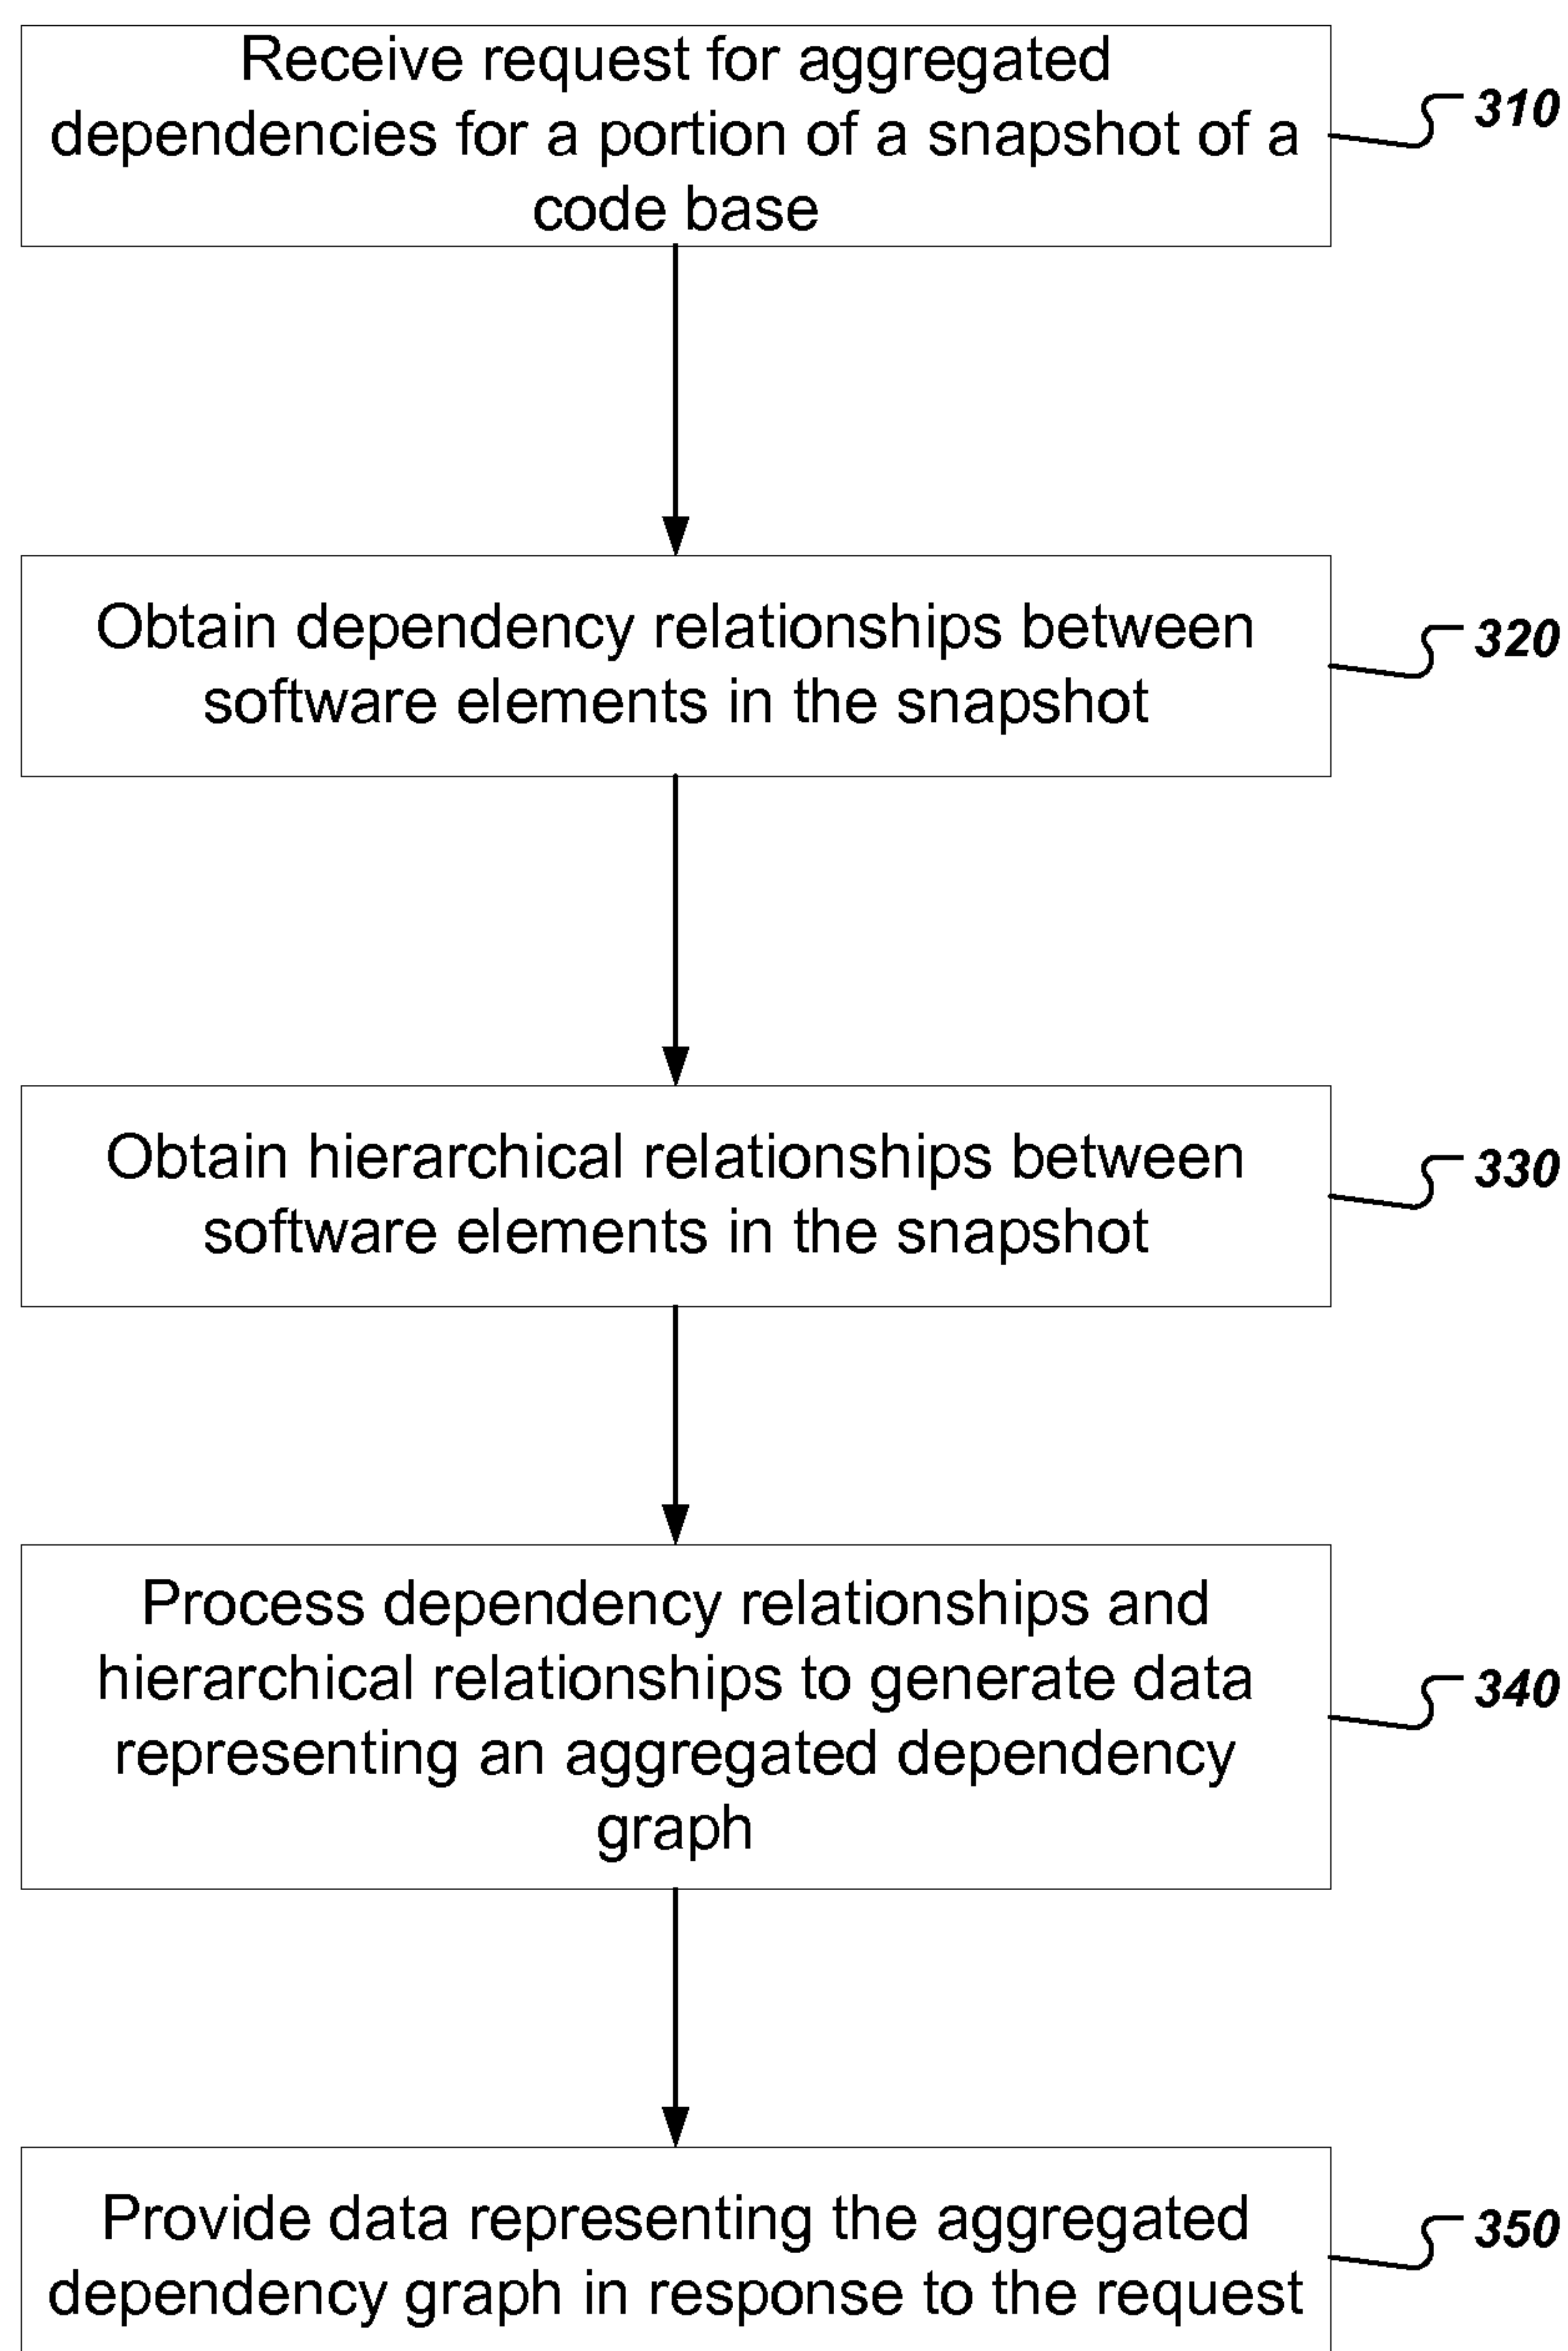 Receive request for aggregated
dependencies for a portion of a snapshot of a
code base
310
Obtain dependency relationships between
software elements in the snapshot
320
Obtain hierarchical relationships between
software elements in the snapshot
330
Process dependency relationships and
hierarchical relationships to generate data
representing an aggregated dependency
graph
340
Provide data representing the aggregated
dependency graph in response to the request
350